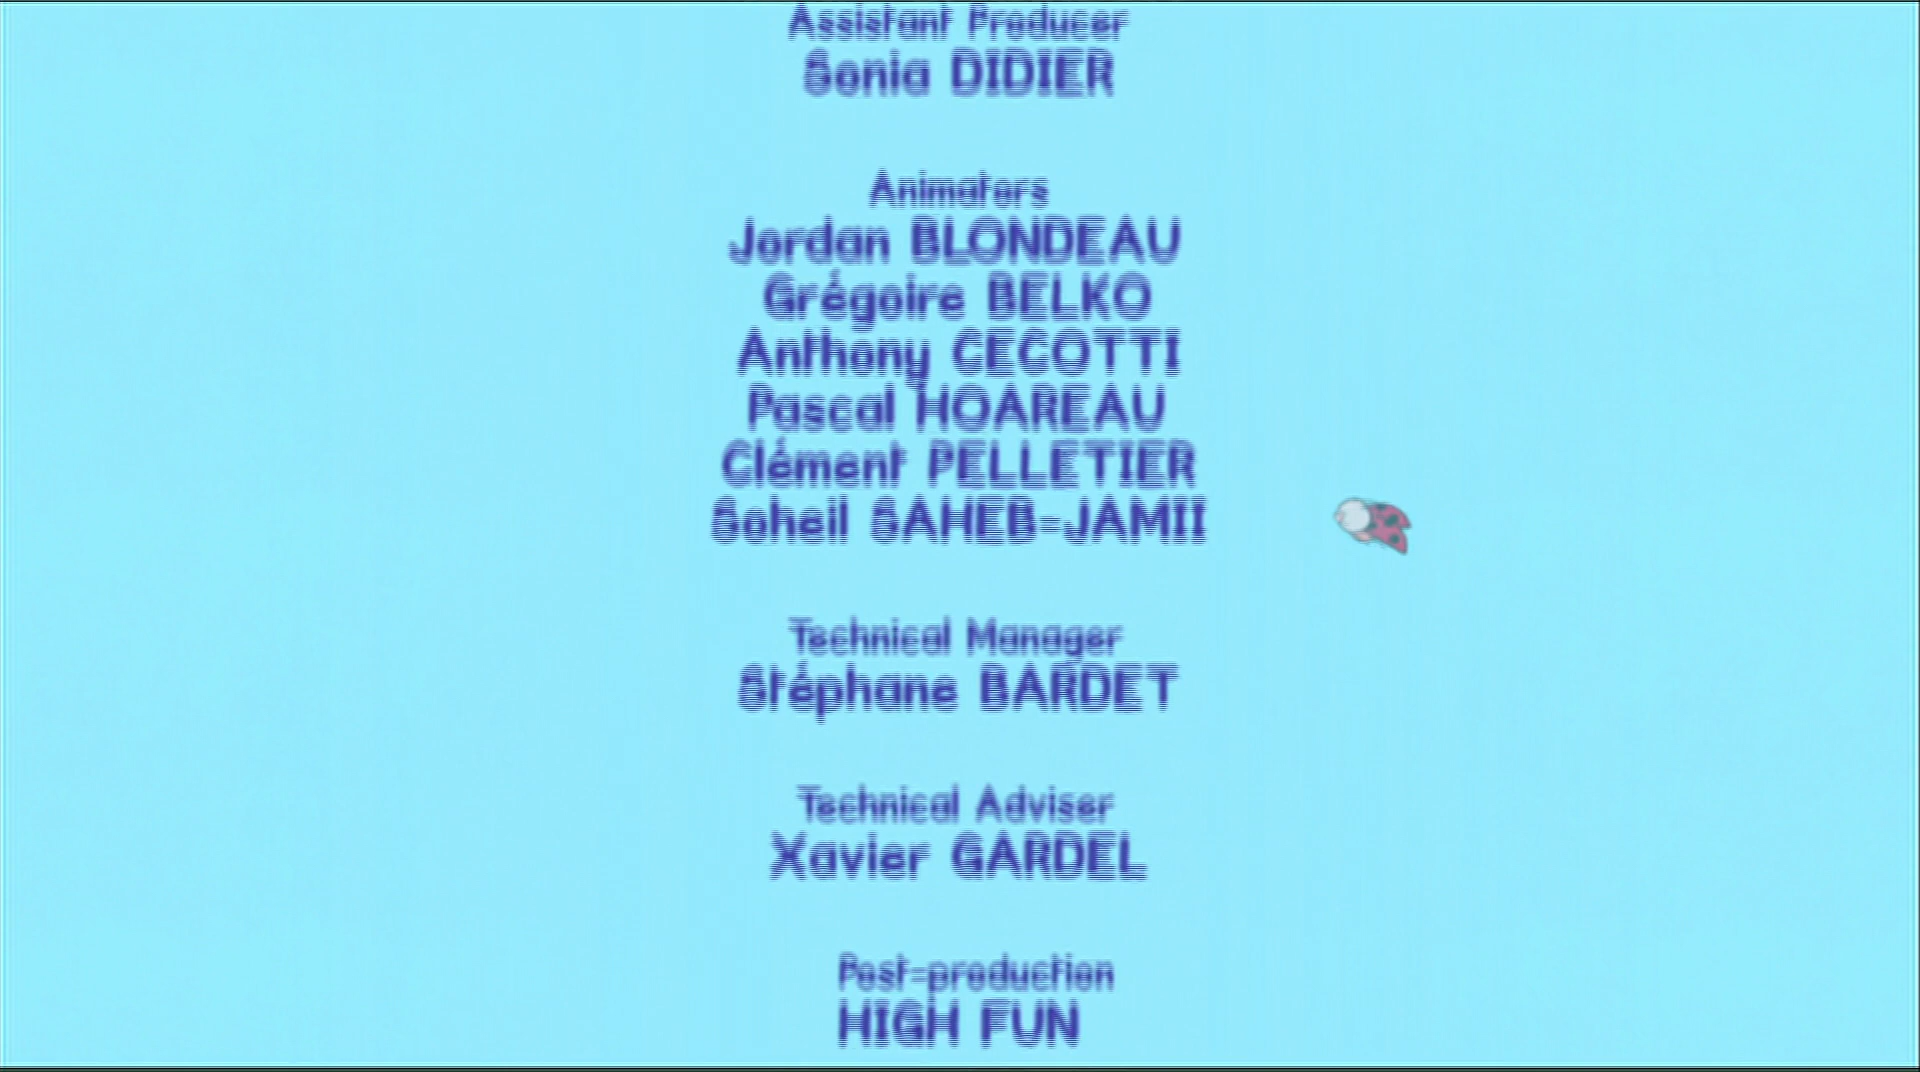 Assistant Producer
Sonia DIDIER
Animators
Jordan BLONDEAU
Grégoire BELKO
Anthony CECOTTI
Pascal HOAREAU
Clément PELLETIER
Soheil SAHEB-JAMII
Technical Manager
Stéphane BARDET
Technical Adviser
Xavier GARDEL
Post-production
HIGH FUN